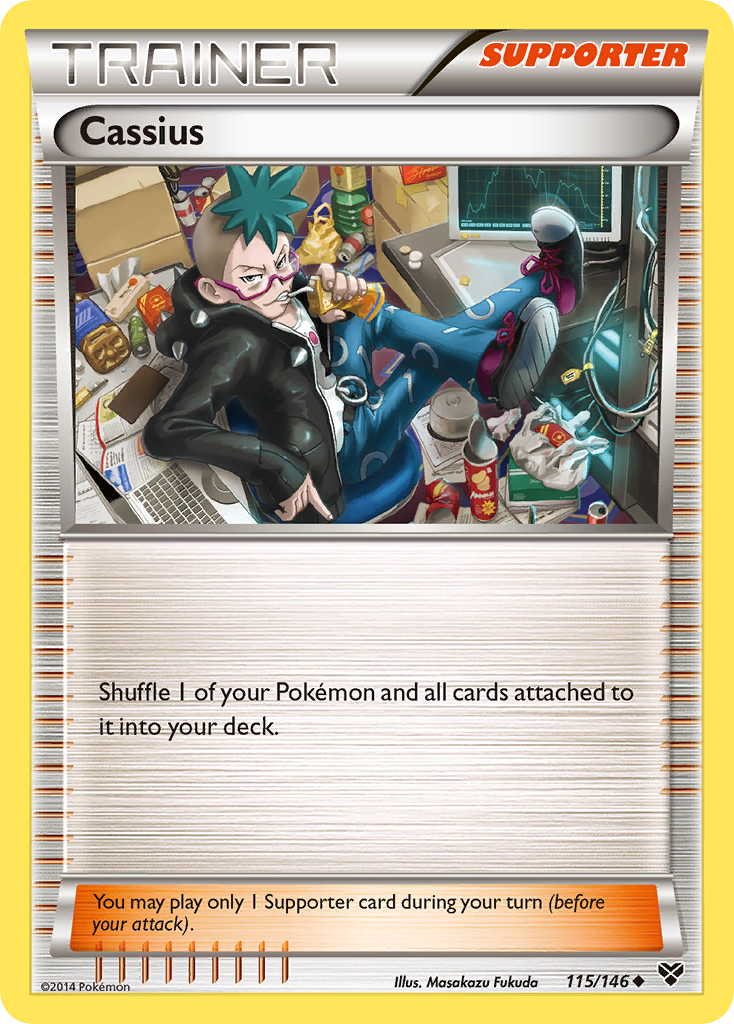 TRAINER
SUPPORTER
Cassius
Shuffle 1 of your Pokémon and all cards attached to
it into your deck.
You may play only 1 Supporter card during your turn (before
your attack).
©2014 Pokémon
Illus. Masakazu Fukuda
115/146